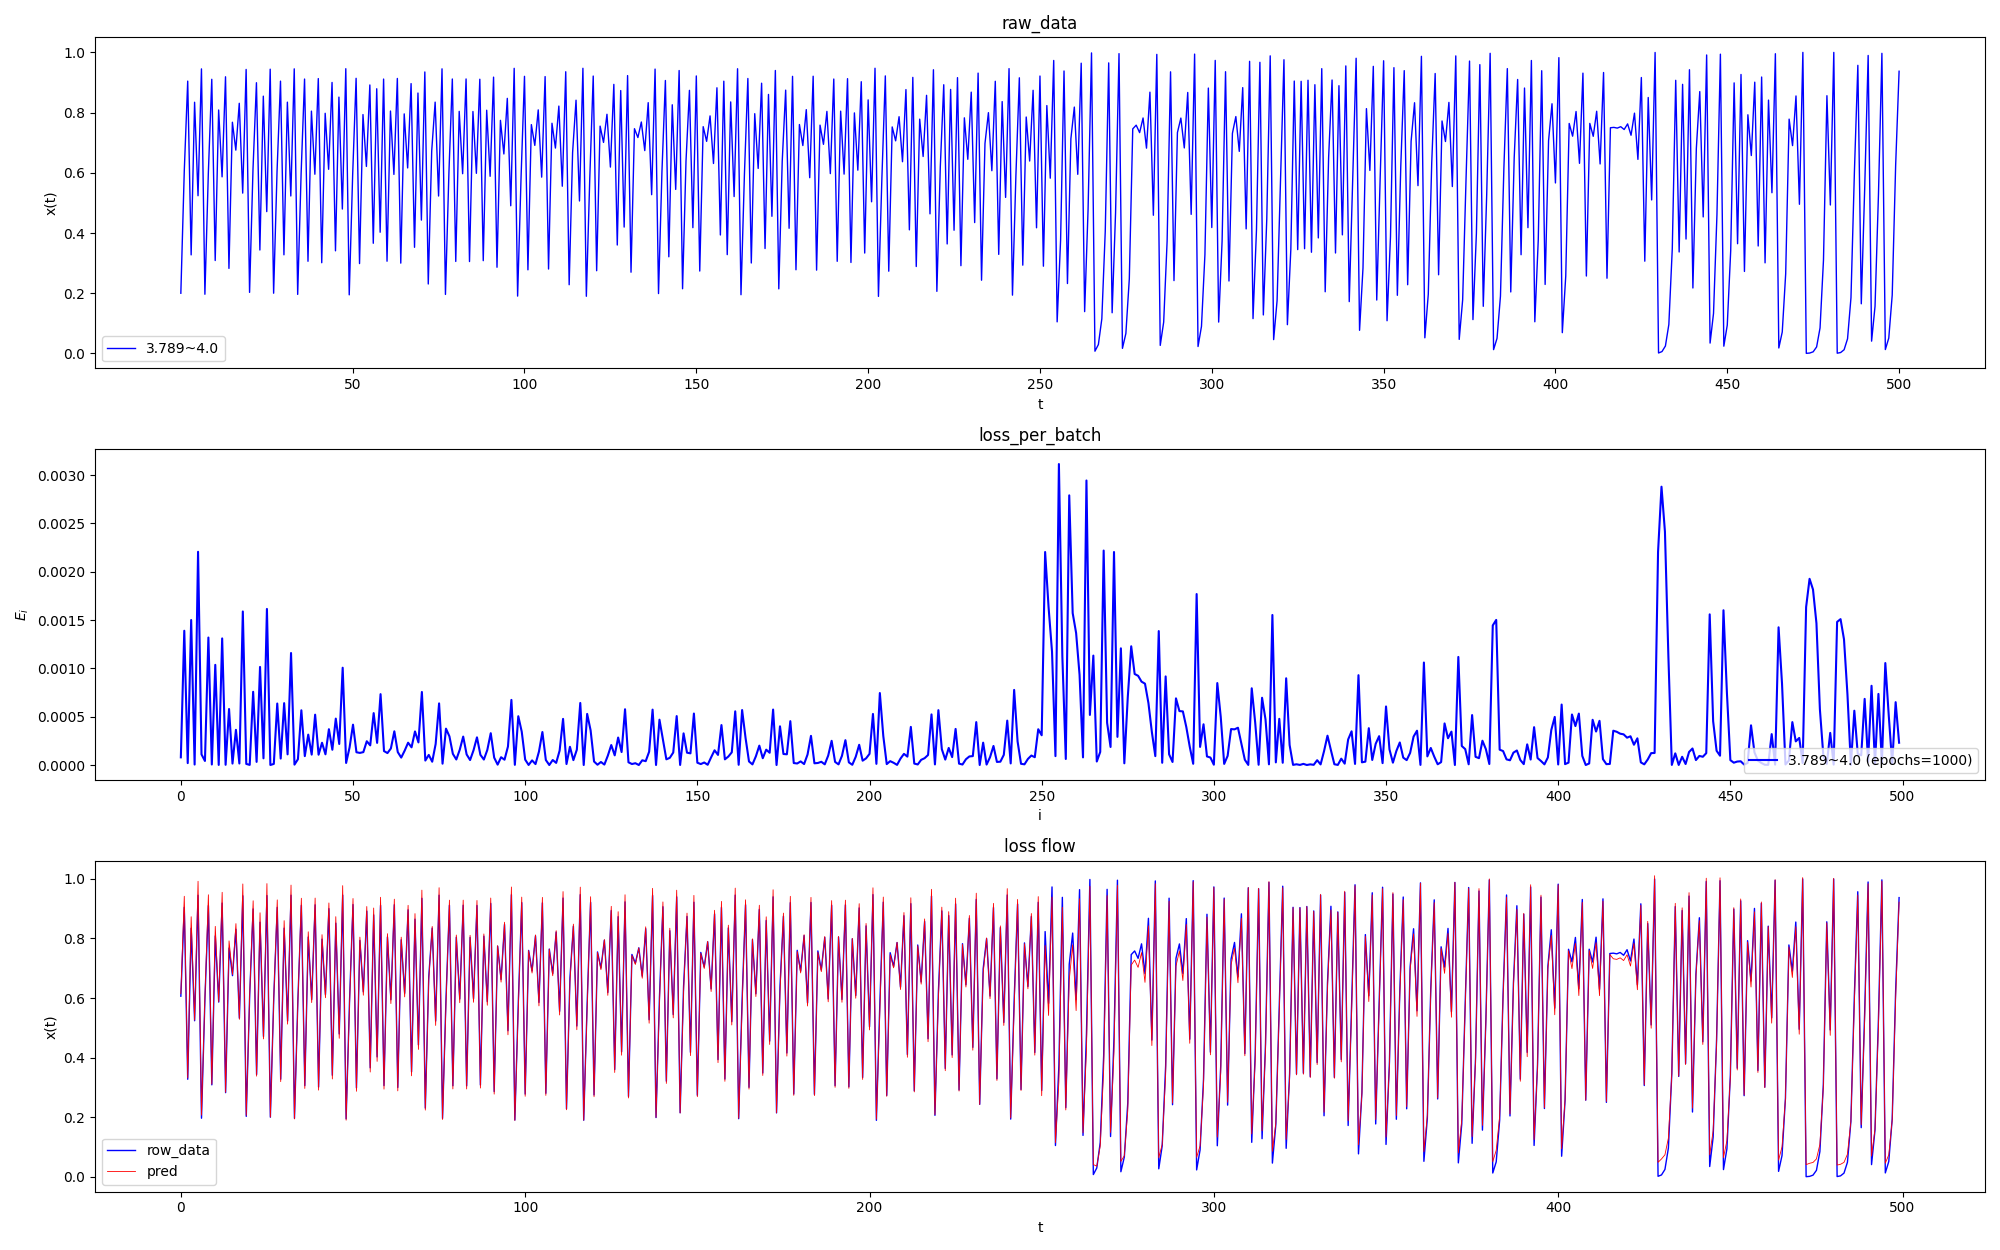 raw_data
1.0
0.8
0.6
0.4
0.2
0.0
x(t)
3.789~4.0
50 100 150 200 250 300 350 400 450 500
t
loss_per_batch
0.0030
0.0025
0.0020
0.0015
0.0010
0.0005
0.0000
E_i
3.789~4.0 (epochs=1000)
0 50 100 150 200 250 300 350 400 450 500
i
loss flow
1.0
0.8
0.6
0.4
0.2
0.0
x(t)
row_data
pred
0 100 200 300 400 500
t